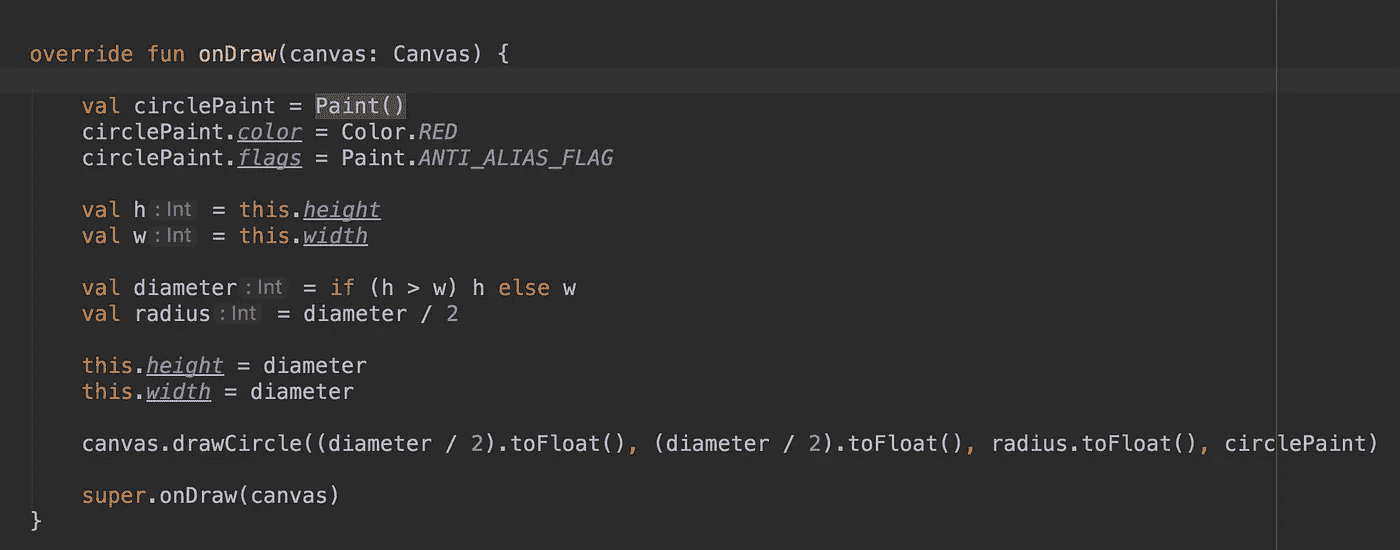 override fun onDraw(canvas: Canvas) {
val circlePaint = Paint()
circlePaint.color = Color.RED
circlePaint.flags = Paint.ANTI_ALIAS_FLAG
val h : Int = this.height
val w : Int = this.width
val diameter : Int = if (h > w) h else w
val radius : Int = diameter / 2
this.height = diameter
this.width = diameter
canvas.drawCircle((diameter / 2).toFloat(), (diameter / 2).toFloat(), radius.toFloat(), circlePaint)
super.onDraw(canvas)
}